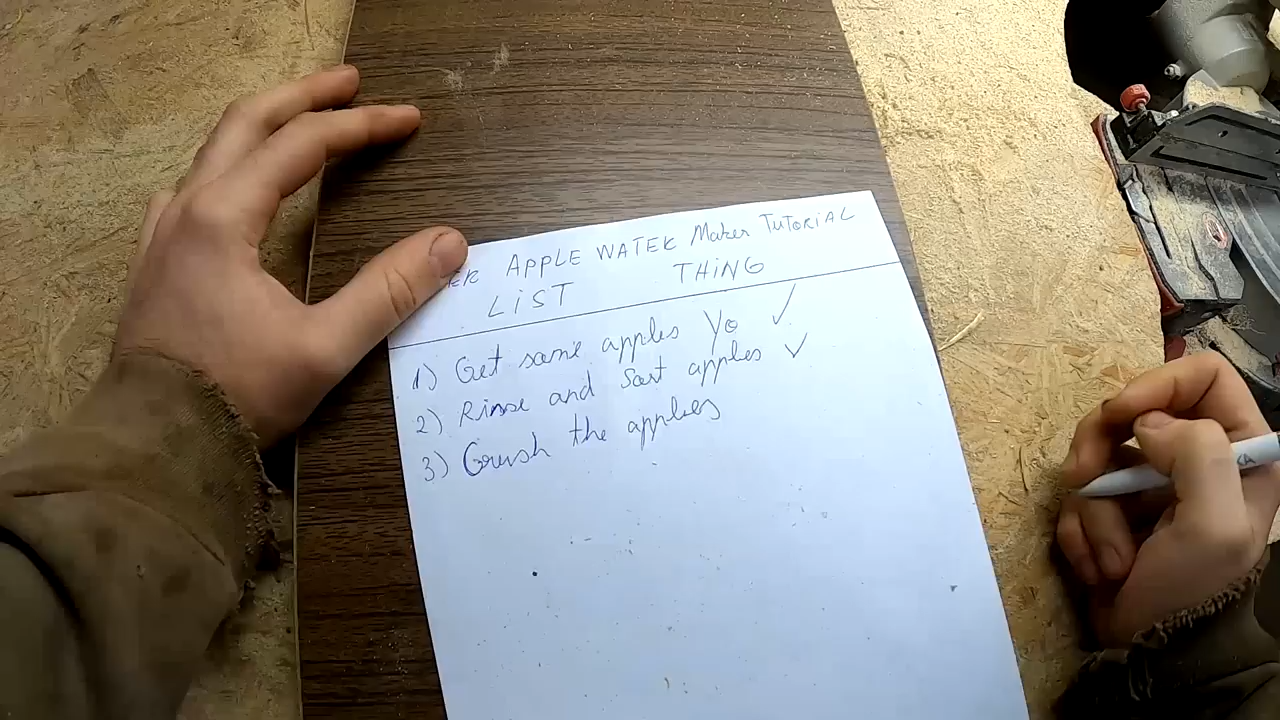 APPLE WATER Maker TUTORIAL
LIST THING
1) Get some apples Yo ✓
2) Rinse and Sort apples ✓
3) Crush the apples